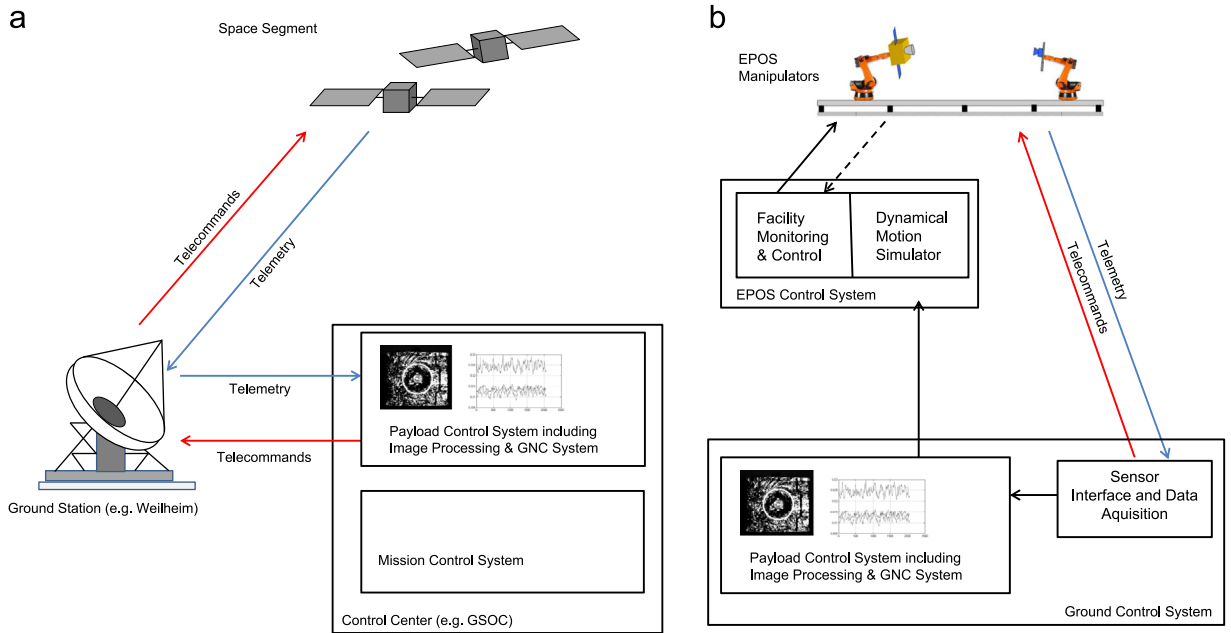 a
Space Segment
Telecommands
Telemetry
Telemetry
Telecommands
Ground Station (e.g. Weilheim)
Payload Control System including
Image Processing & GNC System
Mission Control System
Control Center (e.g. GSOC)
b
EPOS
Manipulators
Facility
Monitoring
& Control
Dynamical
Motion
Simulator
EPOS Control System
Telemetry
Telecommands
Sensor
Interface and Data
Aquisition
Payload Control System including
Image Processing & GNC System
Ground Control System